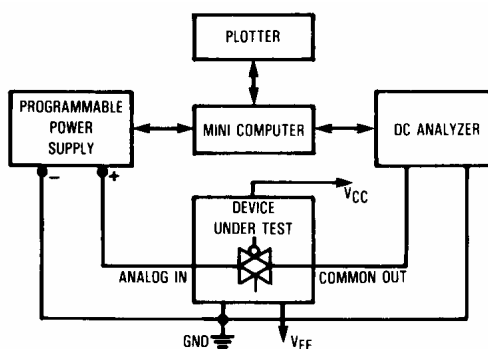 PLOTTER
PROGRAMMABLE
POWER
SUPPLY
MINI COMPUTER
DC ANALYZER
- +
VCC
DEVICE
UNDER TEST
ANALOG IN
COMMON OUT
GND
VEE